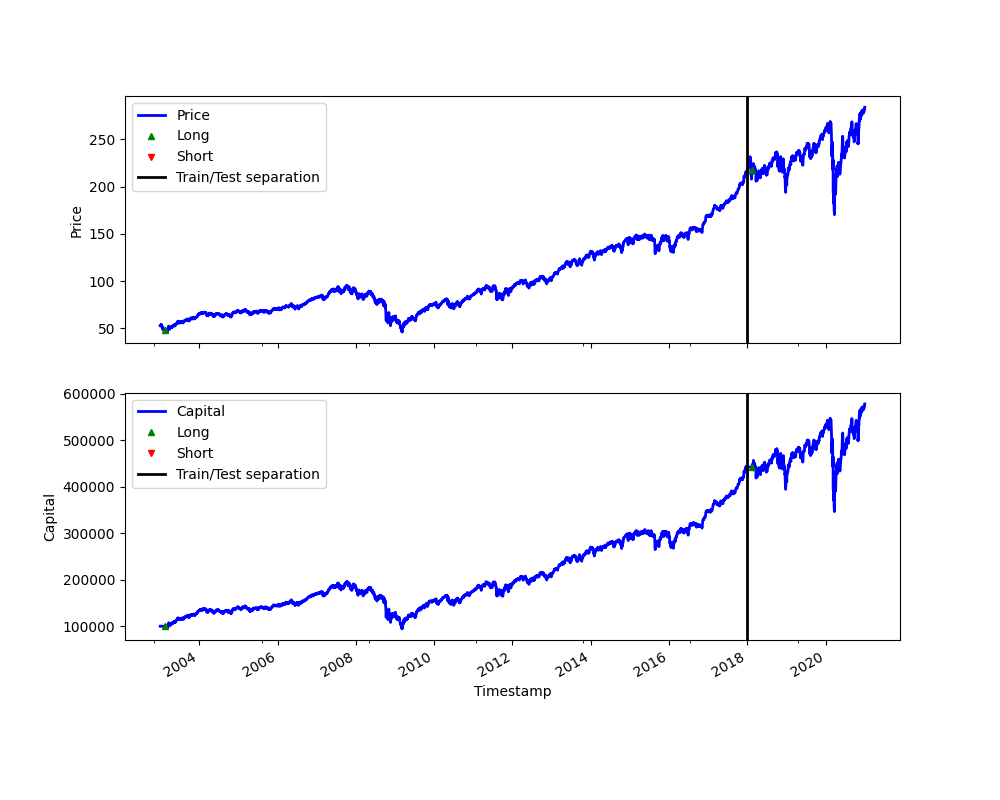 Price
Long
Short
Train/Test separation
250
200
150
100
50
Price
Capital
Long
Short
Train/Test separation
600000
500000
400000
300000
200000
100000
Capital
2004
2006
2008
2010
2012
2014
2016
2018
2020
Timestamp